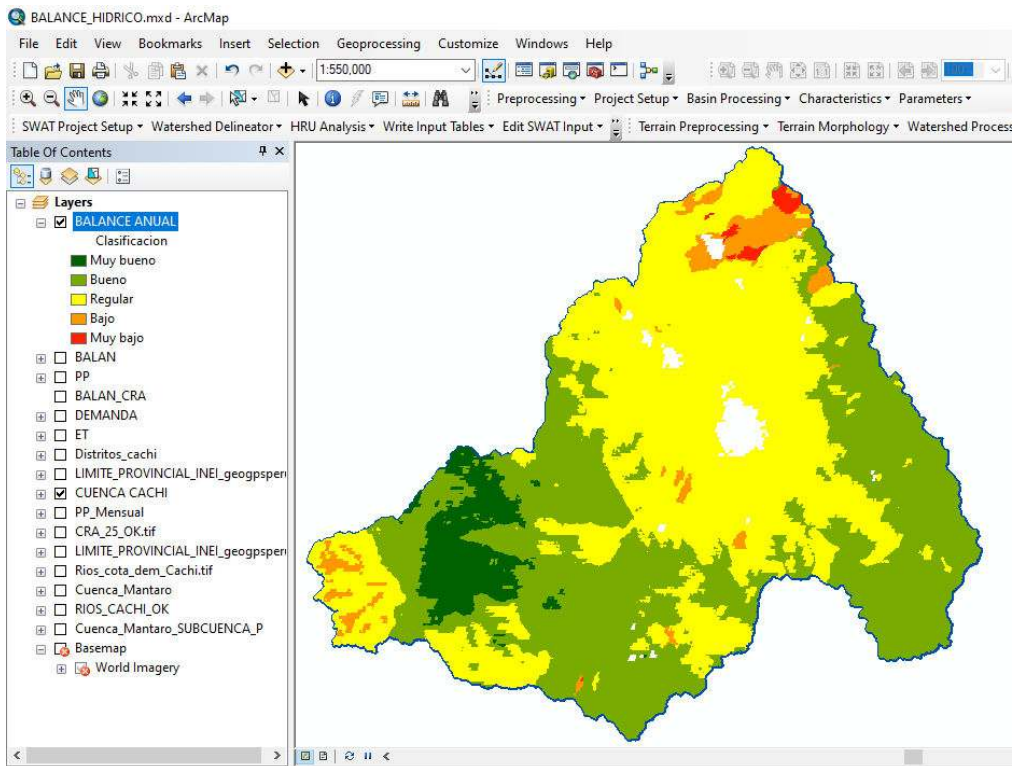 BALANCE_HIDRICO.mxd - ArcMap
File Edit View Bookmarks Insert Selection Geoprocessing Customize Windows Help
1:550,000
Preprocessing Project Setup Basin Processing Characteristics Parameters
SWAT Project Setup Watershed Delineator HRU Analysis Write Input Tables Edit SWAT Input Terrain Preprocessing Terrain Morphology Watershed Process
Table Of Contents
Layers
BALANCE ANUAL
Clasificacion
Muy bueno
Bueno
Regular
Bajo
Muy bajo
BALAN
PP
BALAN_CRA
DEMANDA
ET
Distritos_cachi
LIMITE_PROVINCIAL_INEI_geogpsperu
CUENCA CACHI
PP_Mensual
CRA_25_OK.tif
LIMITE_PROVINCIAL_INEI_geogpsperu
Rios_cota_dem_Cachi.tif
Cuenca_Mantaro
RIOS_CACHI_OK
Cuenca_Mantaro_SUBCUENCA_P
Basemap
World Imagery